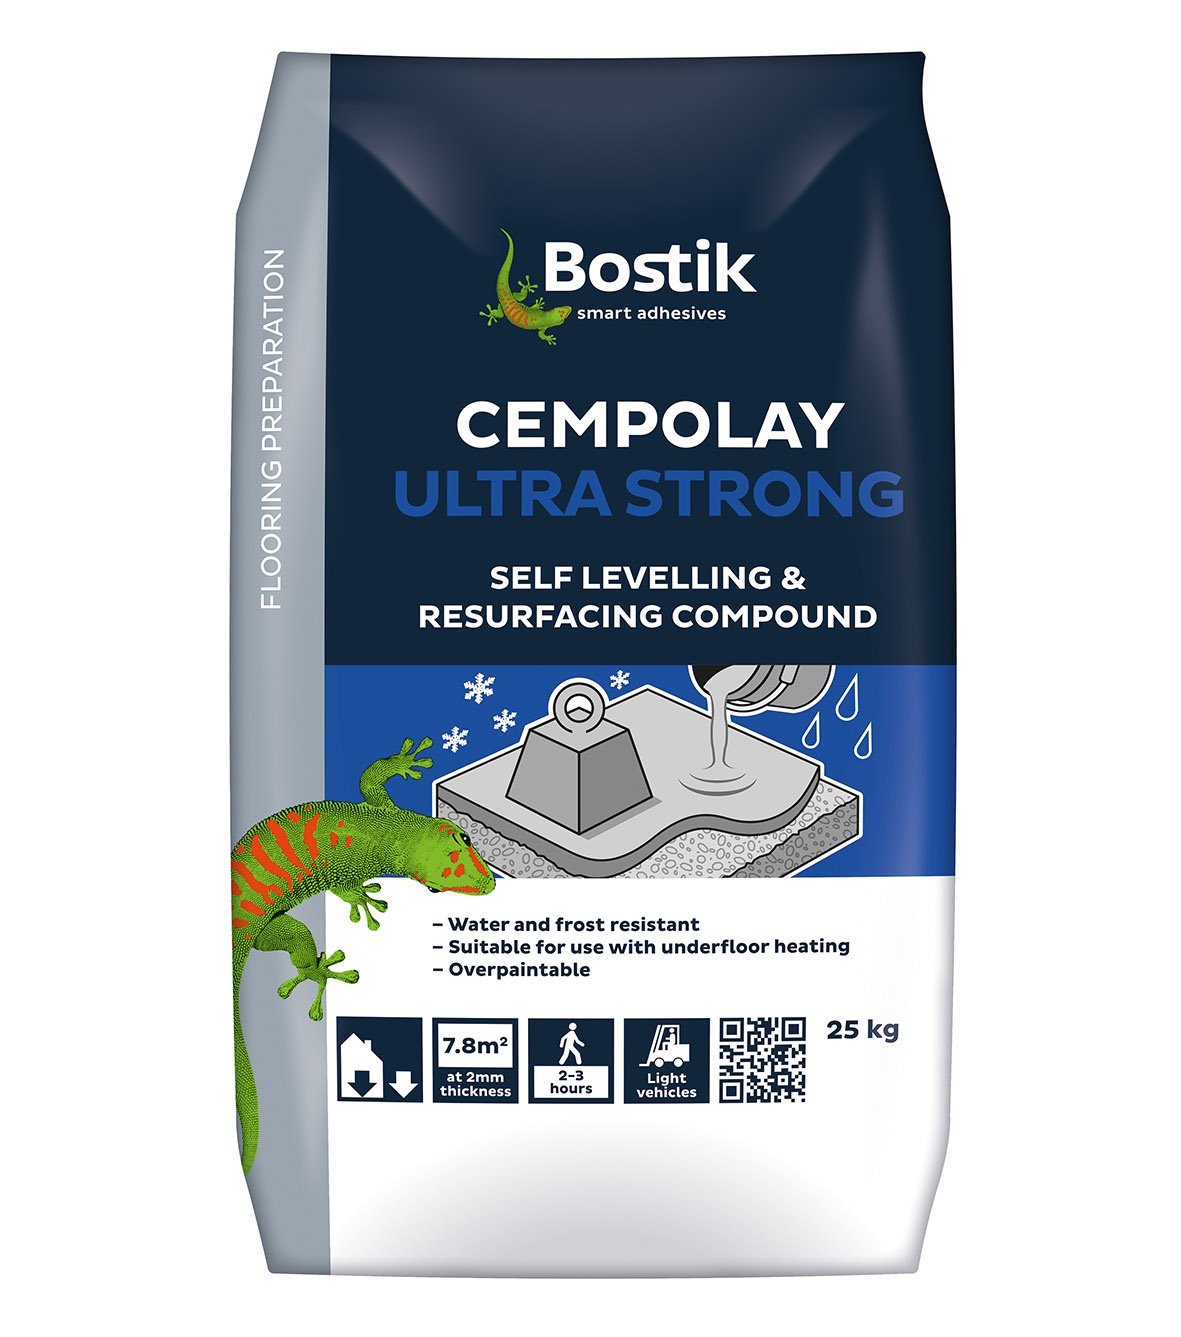 FLOORING PREPARATION
Bostik
smart adhesives
CEMPOLAY
ULTRA STRONG
SELF LEVELLING &
RESURFACING COMPOUND
– Water and frost resistant
– Suitable for use with underfloor heating
– Overpaintable
7.8m²
at 2mm
thickness
2–3
hours
Light
vehicles
25 kg